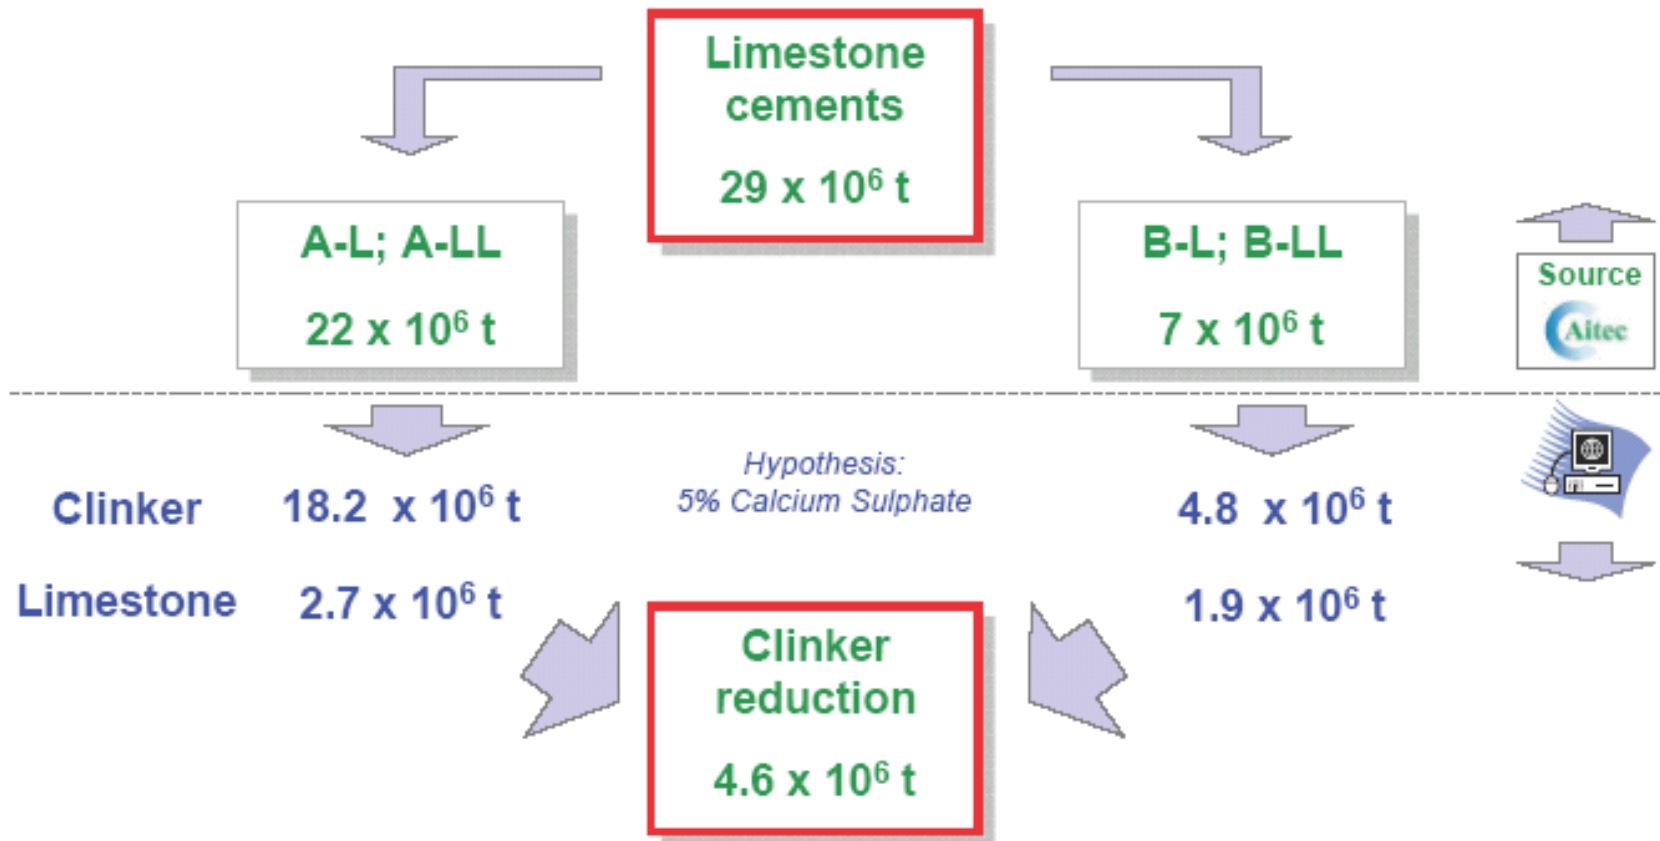 Limestone
cements
29 x 10⁶ t
A-L; A-LL
22 x 10⁶ t
B-L; B-LL
7 x 10⁶ t
Source
Aitec
Hypothesis:
5% Calcium Sulphate
Clinker 18.2 x 10⁶ t 4.8 x 10⁶ t
Limestone 2.7 x 10⁶ t 1.9 x 10⁶ t
Clinker
reduction
4.6 x 10⁶ t